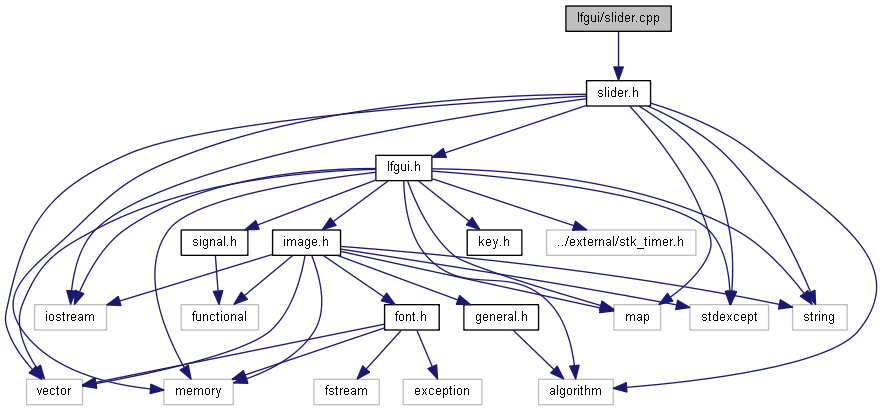 lfgui/slider.cpp
slider.h
lfgui.h
signal.h
image.h
key.h
../external/stk_timer.h
iostream
functional
font.h
general.h
map
stdexcept
string
vector
memory
fstream
exception
algorithm